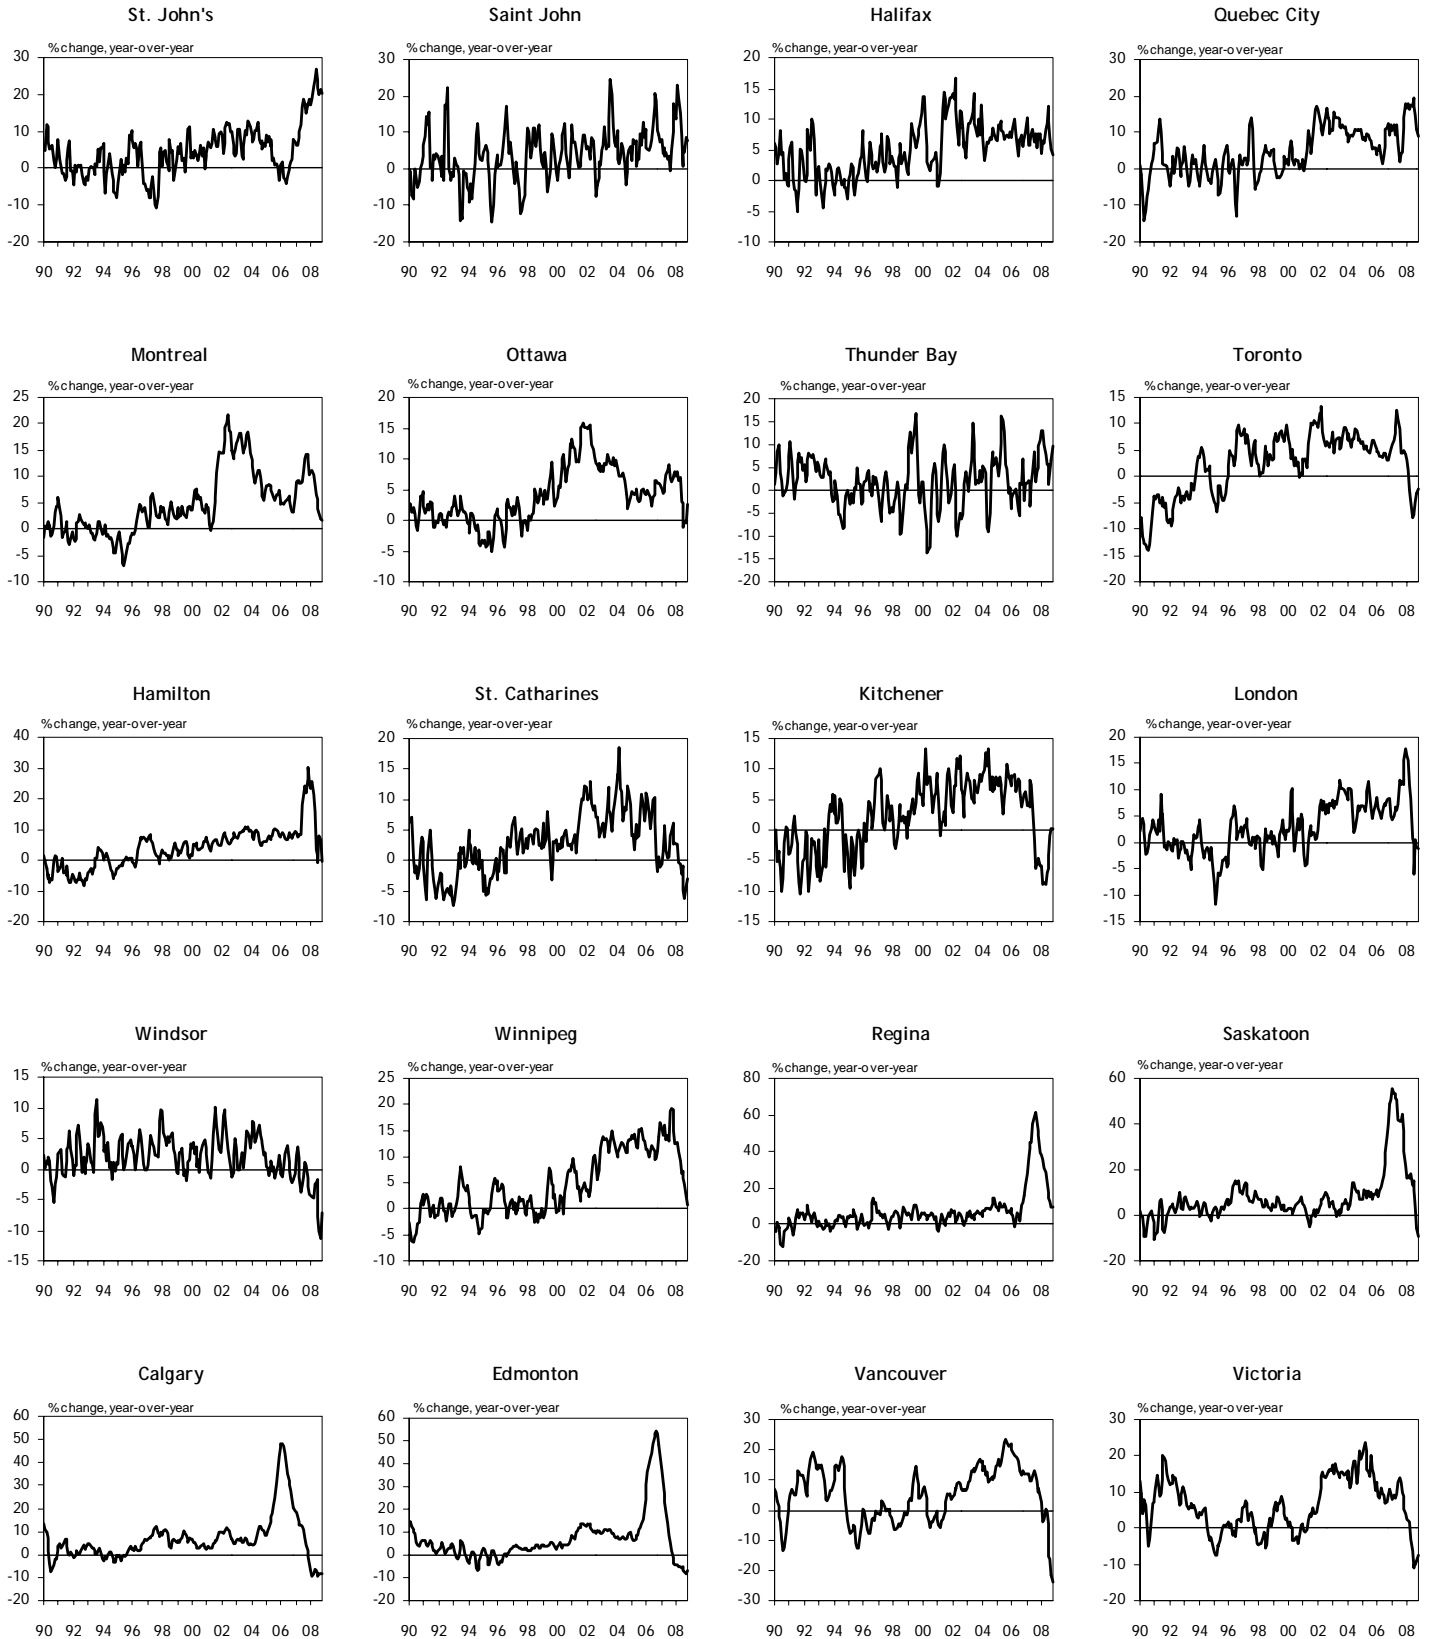 St. John's
Saint John
Halifax
Quebec City
% change, year-over-year
% change, year-over-year
% change, year-over-year
% change, year-over-year
30
20
10
0
-10
-20
90 92 94 96 98 00 02 04 06 08
30
20
10
0
-10
-20
90 92 94 96 98 00 02 04 06 08
20
15
10
5
0
-5
-10
90 92 94 96 98 00 02 04 06 08
30
20
10
0
-10
-20
90 92 94 96 98 00 02 04 06 08
Montreal
Ottawa
Thunder Bay
Toronto
% change, year-over-year
% change, year-over-year
% change, year-over-year
% change, year-over-year
25
20
15
10
5
0
-5
-10
90 92 94 96 98 00 02 04 06 08
20
15
10
5
0
-5
-10
90 92 94 96 98 00 02 04 06 08
20
15
10
5
0
-5
-10
-15
-20
90 92 94 96 98 00 02 04 06 08
15
10
5
0
-5
-10
-15
-20
90 92 94 96 98 00 02 04 06 08
Hamilton
St. Catharines
Kitchener
London
% change, year-over-year
% change, year-over-year
% change, year-over-year
% change, year-over-year
40
30
20
10
0
-10
-20
90 92 94 96 98 00 02 04 06 08
20
15
10
5
0
-5
-10
90 92 94 96 98 00 02 04 06 08
15
10
5
0
-5
-10
-15
90 92 94 96 98 00 02 04 06 08
20
15
10
5
0
-5
-10
-15
90 92 94 96 98 00 02 04 06 08
Windsor
Winnipeg
Regina
Saskatoon
% change, year-over-year
% change, year-over-year
% change, year-over-year
% change, year-over-year
15
10
5
0
-5
-10
-15
90 92 94 96 98 00 02 04 06 08
25
20
15
10
5
0
-5
-10
90 92 94 96 98 00 02 04 06 08
80
60
40
20
0
-20
90 92 94 96 98 00 02 04 06 08
60
40
20
0
-20
90 92 94 96 98 00 02 04 06 08
Calgary
Edmonton
Vancouver
Victoria
% change, year-over-year
% change, year-over-year
% change, year-over-year
% change, year-over-year
60
50
40
30
20
10
0
-10
-20
90 92 94 96 98 00 02 04 06 08
60
50
40
30
20
10
0
-10
-20
90 92 94 96 98 00 02 04 06 08
30
20
10
0
-10
-20
-30
90 92 94 96 98 00 02 04 06 08
30
20
10
0
-10
-20
90 92 94 96 98 00 02 04 06 08